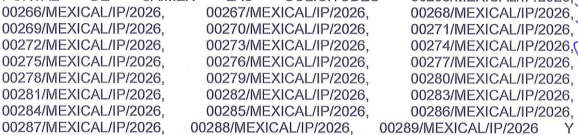 00266/MEXICAL/IP/2026, 00267/MEXICAL/IP/2026, 00268/MEXICAL/IP/2026,
00269/MEXICAL/IP/2026, 00270/MEXICAL/IP/2026, 00271/MEXICAL/IP/2026,
00272/MEXICAL/IP/2026, 00273/MEXICAL/IP/2026, 00274/MEXICAL/IP/2026,
00275/MEXICAL/IP/2026, 00276/MEXICAL/IP/2026, 00277/MEXICAL/IP/2026,
00278/MEXICAL/IP/2026, 00279/MEXICAL/IP/2026, 00280/MEXICAL/IP/2026,
00281/MEXICAL/IP/2026, 00282/MEXICAL/IP/2026, 00283/MEXICAL/IP/2026,
00284/MEXICAL/IP/2026, 00285/MEXICAL/IP/2026, 00286/MEXICAL/IP/2026,
00287/MEXICAL/IP/2026, 00288/MEXICAL/IP/2026, 00289/MEXICAL/IP/2026 Y